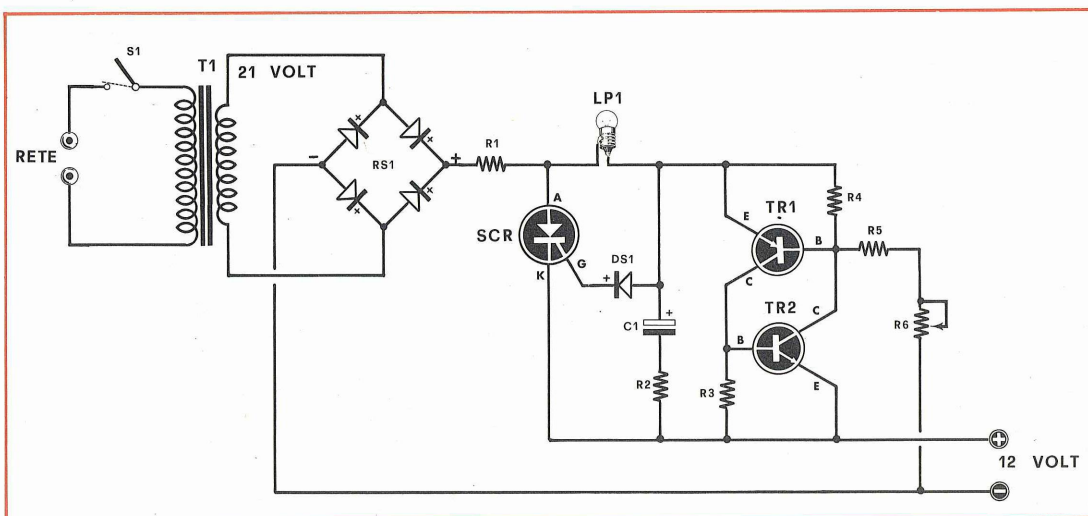 S1
T1
21 VOLT
RETE
–
RS1
+
R1
LP1
A
SCR
K
G
+
DS1
+
C1
R2
E
TR1
B
C
R4
R5
TR2
B
C
E
R3
R6
+
12 VOLT
–